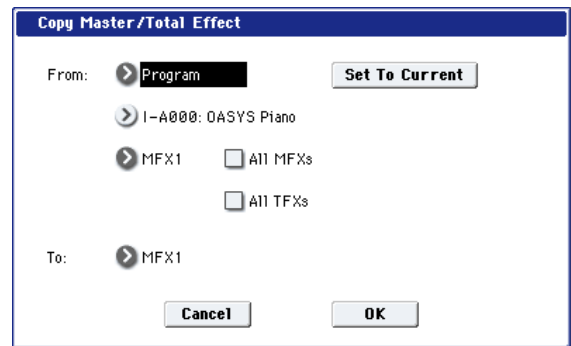 Copy Master/Total Effect
From: Program Set To Current
I-A000: OASYS Piano
MFX1 All MFXs
All TFXs
To: MFX1
Cancel OK